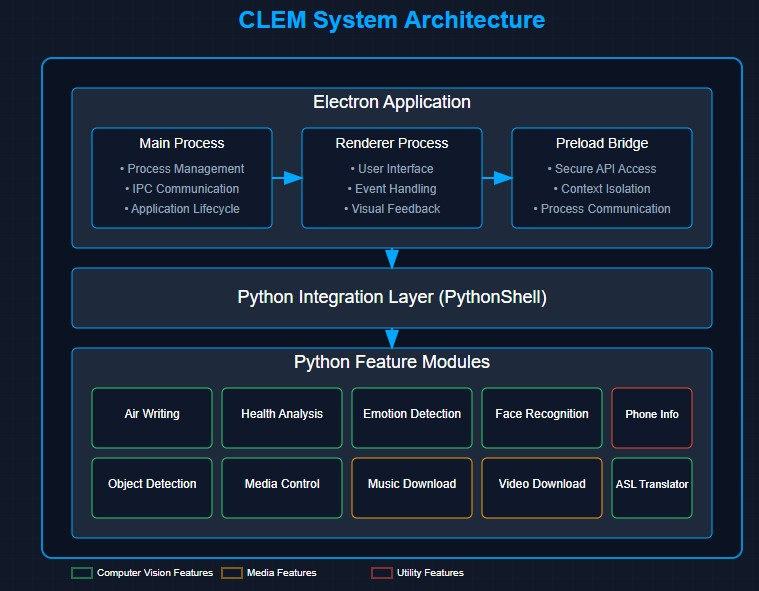 CLEM System Architecture
Electron Application
Main Process
• Process Management
• IPC Communication
• Application Lifecycle
Renderer Process
• User Interface
• Event Handling
• Visual Feedback
Preload Bridge
• Secure API Access
• Context Isolation
• Process Communication
Python Integration Layer (PythonShell)
Python Feature Modules
Air Writing
Health Analysis
Emotion Detection
Face Recognition
Phone Info
Object Detection
Media Control
Music Download
Video Download
ASL Translator
Computer Vision Features
Media Features
Utility Features